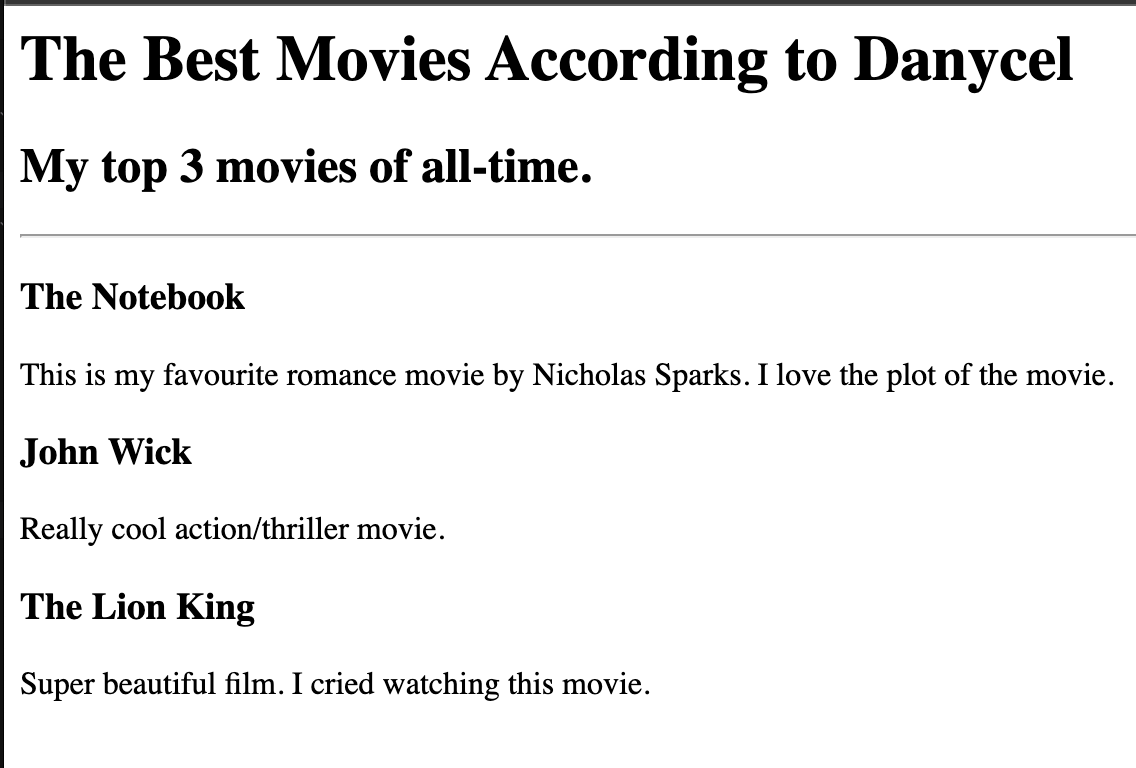 The Best Movies According to Danycel
My top 3 movies of all-time.
The Notebook
This is my favourite romance movie by Nicholas Sparks. I love the plot of the movie.
John Wick
Really cool action/thriller movie.
The Lion King
Super beautiful film. I cried watching this movie.